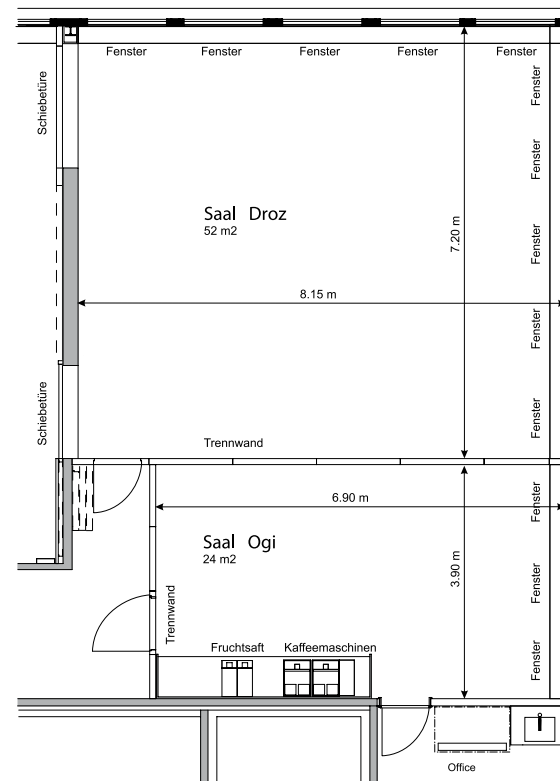 Fenster Fenster Fenster Fenster Fenster
Fenster
Schiebetüre
Fenster
Saal Droz
52 m2
7.20 m
Fenster
8.15 m
Fenster
Schiebetüre
Fenster
Trennwand
6.90 m
Fenster
Saal Ogi
24 m2
3.90 m
Fenster
Trennwand
Fruchtsaft Kaffeemaschinen
Fenster
Office